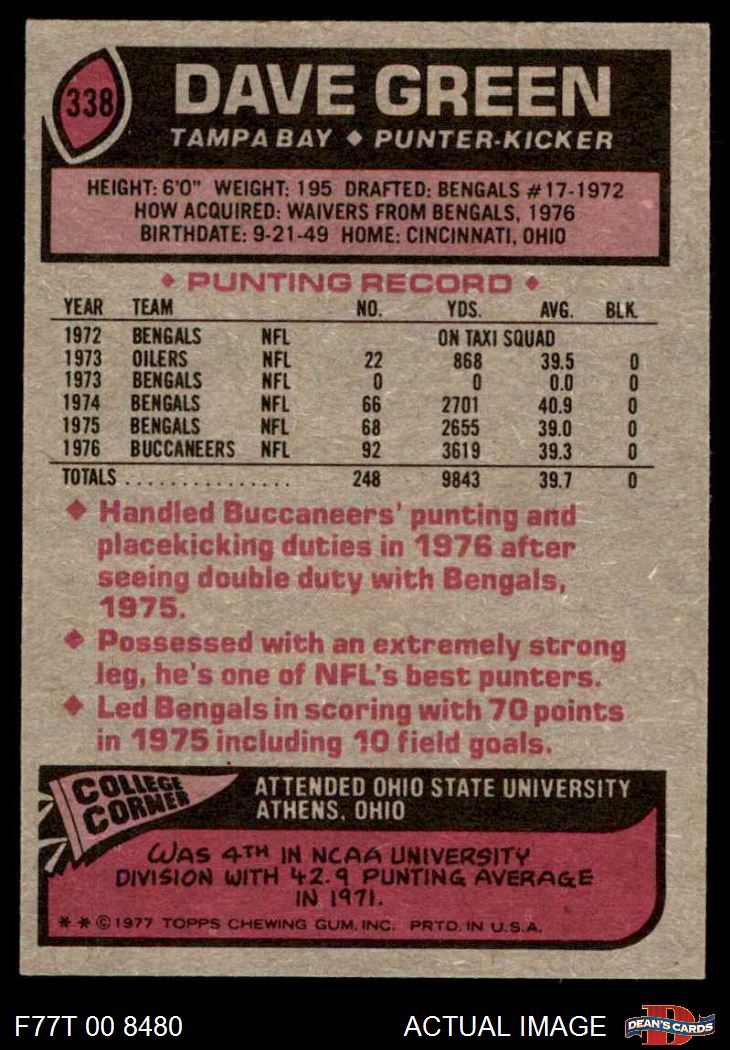 338
DAVE GREEN
TAMPA BAY ◆ PUNTER-KICKER
HEIGHT: 6'0" WEIGHT: 195 DRAFTED: BENGALS #17-1972
HOW ACQUIRED: WAIVERS FROM BENGALS, 1976
BIRTHDATE: 9-21-49 HOME: CINCINNATI, OHIO
◆ PUNTING RECORD ◆
YEAR TEAM NO. YDS. AVG. BLK.
1972 BENGALS NFL ON TAXI SQUAD
1973 OILERS NFL 22 868 39.5 0
1973 BENGALS NFL 0 0 0.0 0
1974 BENGALS NFL 66 2701 40.9 0
1975 BENGALS NFL 68 2655 39.0 0
1976 BUCCANEERS NFL 92 3619 39.3 0
TOTALS . . . . . . . . . . . . . . . 248 9843 39.7 0
◆ Handled Buccaneers' punting and
placekicking duties in 1976 after
seeing double duty with Bengals,
1975.
◆ Possessed with an extremely strong
leg, he's one of NFL's best punters.
◆ Led Bengals in scoring with 70 points
in 1975 including 10 field goals.
COLLEGE
CORNER
ATTENDED OHIO STATE UNIVERSITY
ATHENS, OHIO
WAS 4TH IN NCAA UNIVERSITY
DIVISION WITH 42.9 PUNTING AVERAGE
IN 1971.
* * © 1977 TOPPS CHEWING GUM, INC. PRTD. IN U.S.A.
F77T 00 8480 ACTUAL IMAGE
D
DEAN'S CARDS